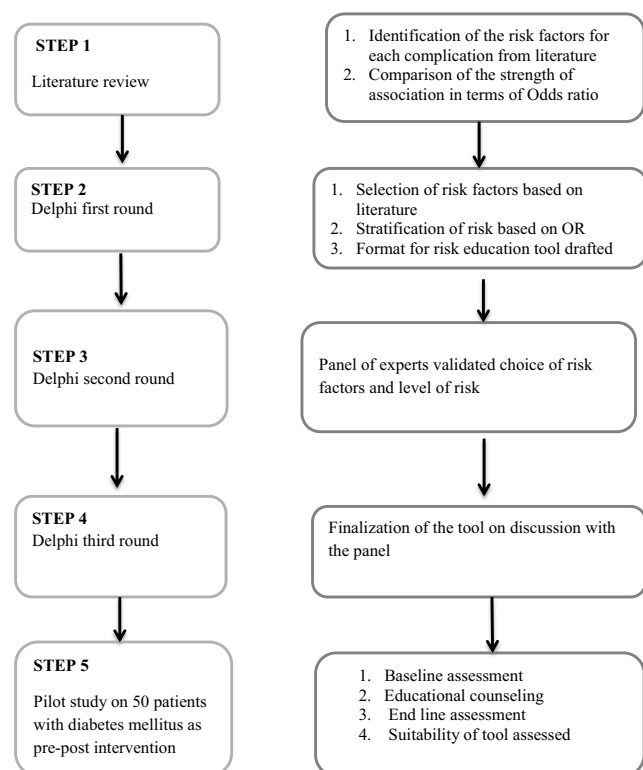 STEP 1
Literature review
1. Identification of the risk factors for
each complication from literature
2. Comparison of the strength of
association in terms of Odds ratio
STEP 2
Delphi first round
1. Selection of risk factors based on
literature
2. Stratification of risk based on OR
3. Format for risk education tool drafted
STEP 3
Delphi second round
Panel of experts validated choice of risk
factors and level of risk
STEP 4
Delphi third round
Finalization of the tool on discussion with
the panel
STEP 5
Pilot study on 50 patients
with diabetes mellitus as
pre-post intervention
1. Baseline assessment
2. Educational counseling
3. End line assessment
4. Suitability of tool assessed